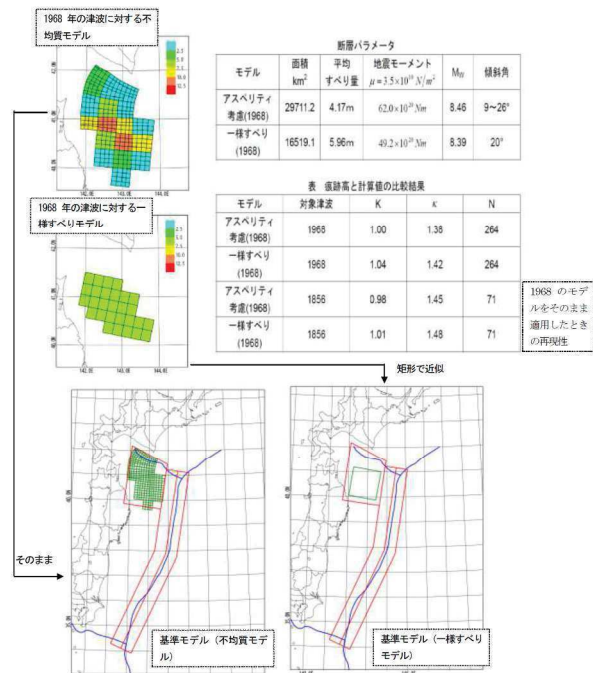 1968 年の津波に対する不
均質モデル
断層パラメータ
モデル 面積 km² 平均すべり量 地震モーメント μ=3.5×10¹⁰ N/m² Mw 傾斜角
アスペリティ考慮(1968) 29711.2 4.17m 62.0×10²⁰ Nm 8.46 9~26°
一様すべり(1968) 16519.1 5.96m 49.2×10²⁰ Nm 8.39 20°
142.0E 143.0E 144.0E
1968 年の津波に対する一
様すべりモデル
表 痕跡高と計算値の比較結果
モデル 対象津波 K κ N
アスペリティ考慮(1968) 1968 1.00 1.38 264
一様すべり(1968) 1968 1.04 1.42 264
アスペリティ考慮(1968) 1856 0.98 1.45 71
一様すべり(1968) 1856 1.01 1.48 71
1968 のモデ
ルをそのまま
適用したとき
の再現性
142.0E 143.0E 144.0E
矩形で近似
そのまま
基準モデル（不均質モデ
ル）
基準モデル（一様すべり
モデル）